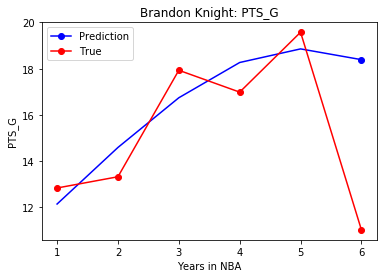 Brandon Knight: PTS_G
Prediction
True
20
18
16
14
12
PTS_G
1 2 3 4 5 6
Years in NBA